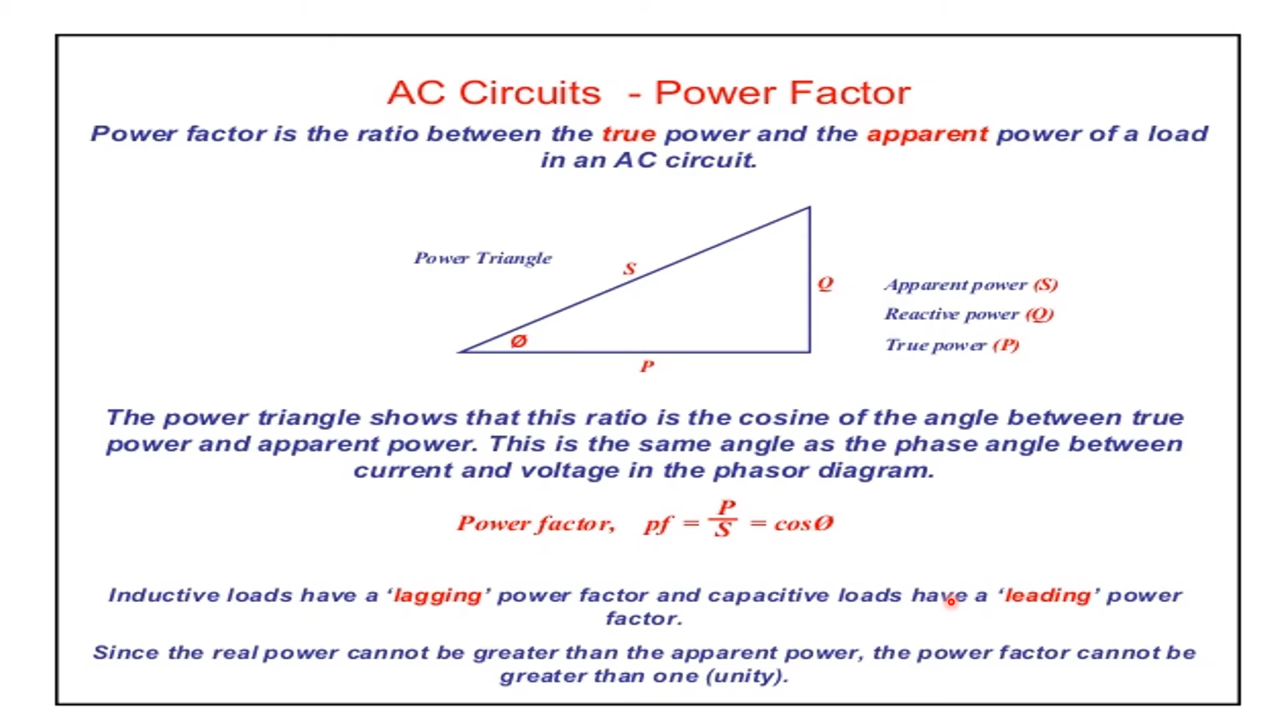 AC Circuits - Power Factor
Power factor is the ratio between the true power and the apparent power of a load
in an AC circuit.
Power Triangle
S
Q
Ø
P
Apparent power (S)
Reactive power (Q)
True power (P)
The power triangle shows that this ratio is the cosine of the angle between true
power and apparent power. This is the same angle as the phase angle between
current and voltage in the phasor diagram.
Power factor, pf = P/S = cosØ
Inductive loads have a ‘lagging’ power factor and capacitive loads have a ‘leading’ power
factor.
Since the real power cannot be greater than the apparent power, the power factor cannot be
greater than one (unity).